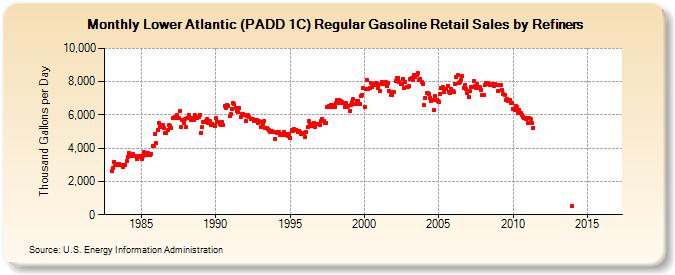 Monthly Lower Atlantic (PADD 1C) Regular Gasoline Retail Sales by Refiners
Thousand Gallons per Day
10,000
8,000
6,000
4,000
2,000
0
1985 1990 1995 2000 2005 2010 2015
Source: U.S. Energy Information Administration